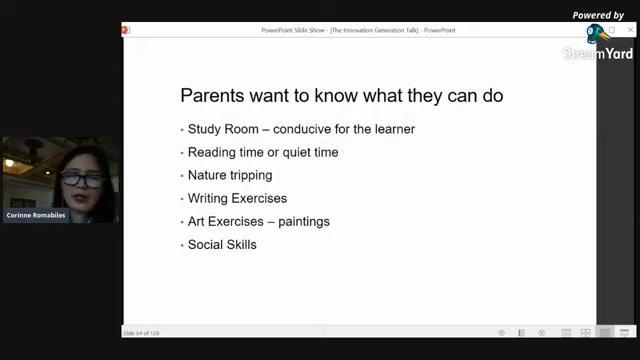 Powered by
PowerPoint Slide Show - [The Innovation Generation Talk] - PowerPoint
StreamYard
Parents want to know what they can do
• Study Room – conducive for the learner
• Reading time or quiet time
• Nature tripping
• Writing Exercises
• Art Exercises – paintings
• Social Skills
Corinne Romabiles
Slide 64 of 128